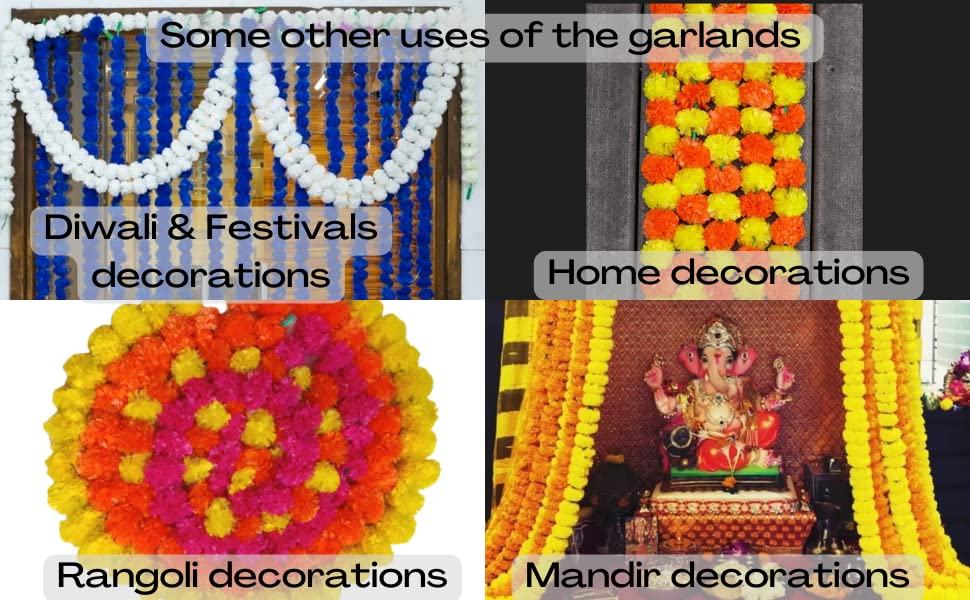 Some other uses of the garlands
Diwali & Festivals
decorations
Home decorations
Rangoli decorations
Mandir decorations